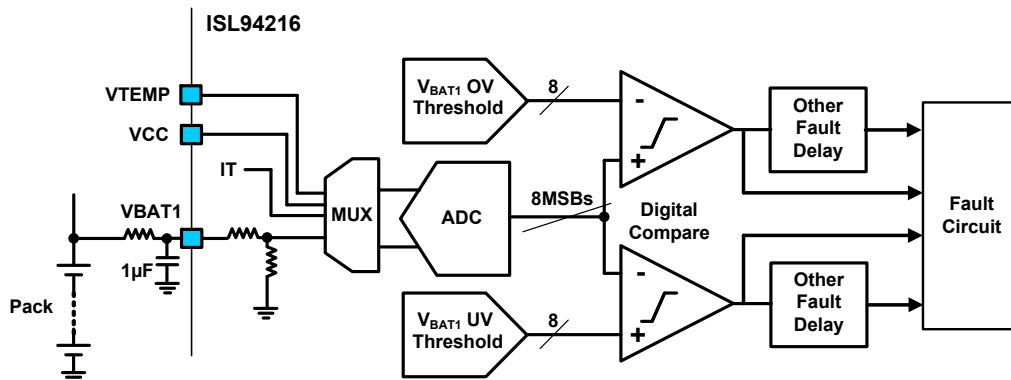 ISL94216
VTEMP
VCC
IT
VBAT1
1µF
Pack
MUX
ADC
VBAT1 OV
Threshold
8
8MSBs
VBAT1 UV
Threshold
8
-
+
Digital
Compare
-
+
Other
Fault
Delay
Other
Fault
Delay
Fault
Circuit